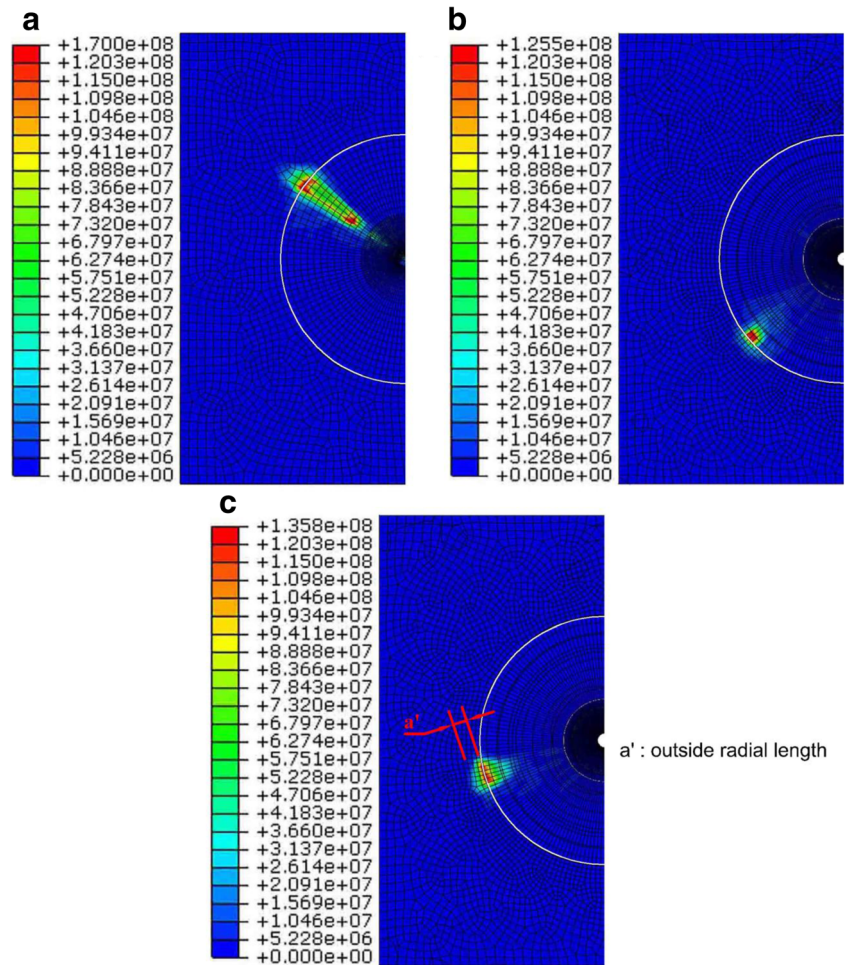 a
+1.700e+08
+1.203e+08
+1.150e+08
+1.098e+08
+1.046e+08
+9.934e+07
+9.411e+07
+8.888e+07
+8.366e+07
+7.843e+07
+7.320e+07
+6.797e+07
+6.274e+07
+5.751e+07
+5.228e+07
+4.706e+07
+4.183e+07
+3.660e+07
+3.137e+07
+2.614e+07
+2.091e+07
+1.569e+07
+1.046e+07
+5.228e+06
+0.000e+00
b
+1.255e+08
+1.203e+08
+1.150e+08
+1.098e+08
+1.046e+08
+9.934e+07
+9.411e+07
+8.888e+07
+8.366e+07
+7.843e+07
+7.320e+07
+6.797e+07
+6.274e+07
+5.751e+07
+5.228e+07
+4.706e+07
+4.183e+07
+3.660e+07
+3.137e+07
+2.614e+07
+2.091e+07
+1.569e+07
+1.046e+07
+5.228e+06
+0.000e+00
c
+1.358e+08
+1.203e+08
+1.150e+08
+1.098e+08
+1.046e+08
+9.934e+07
+9.411e+07
+8.888e+07
+8.366e+07
+7.843e+07
+7.320e+07
+6.797e+07
+6.274e+07
+5.751e+07
+5.228e+07
+4.706e+07
+4.183e+07
+3.660e+07
+3.137e+07
+2.614e+07
+2.091e+07
+1.569e+07
+1.046e+07
+5.228e+06
+0.000e+00
a'
a' : outside radial length